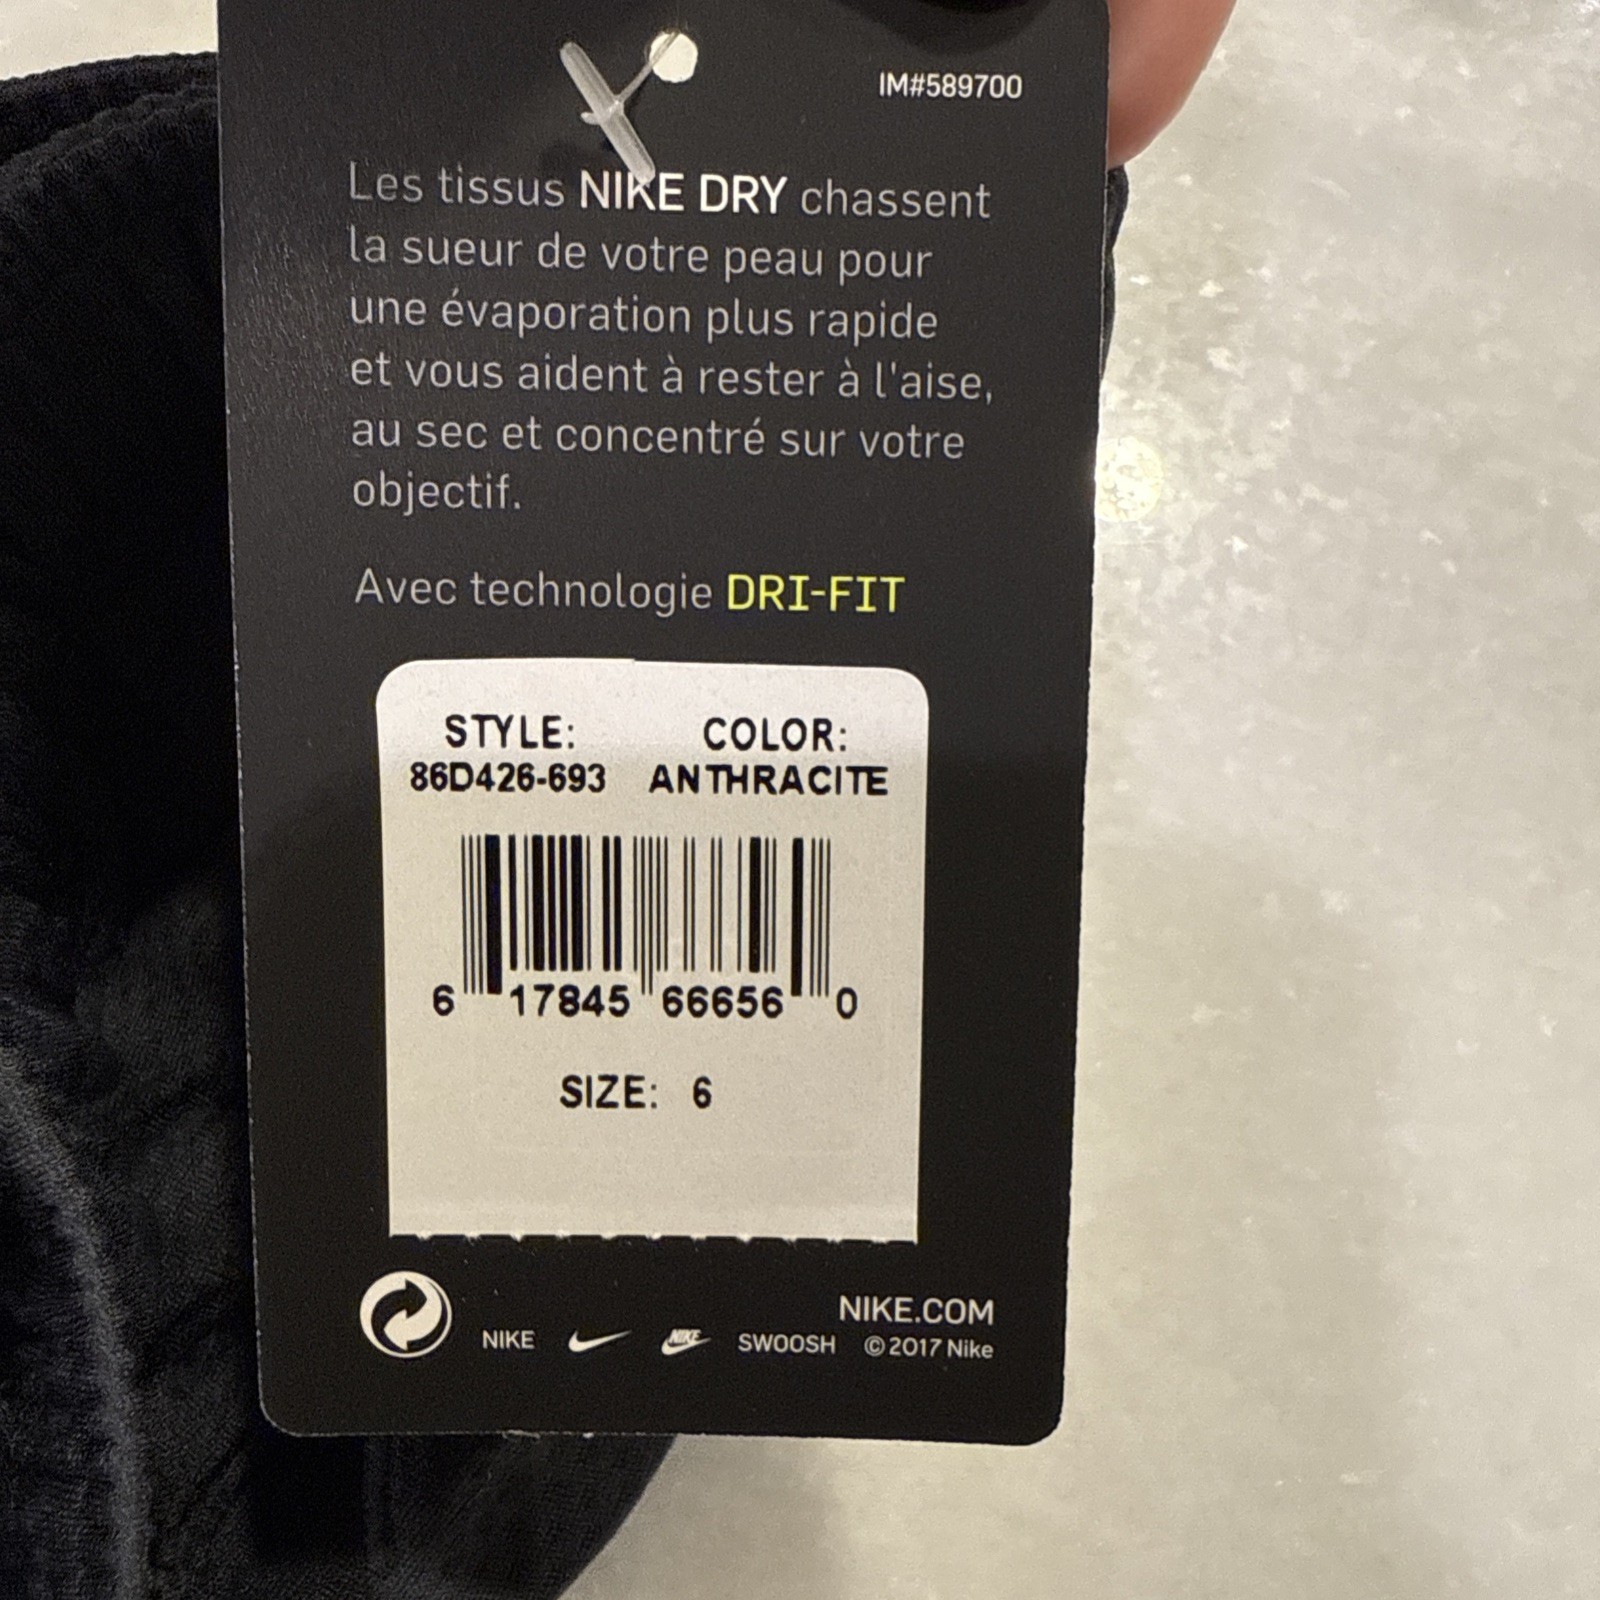 IM#589700
Les tissus NIKE DRY chassent
la sueur de votre peau pour
une évaporation plus rapide
et vous aident à rester à l'aise,
au sec et concentré sur votre
objectif.
Avec technologie DRI-FIT
STYLE: COLOR:
86D426-693 ANTHRACITE
6 17845 66656 0
SIZE: 6
NIKE.COM
NIKE NIKE SWOOSH ©2017 Nike